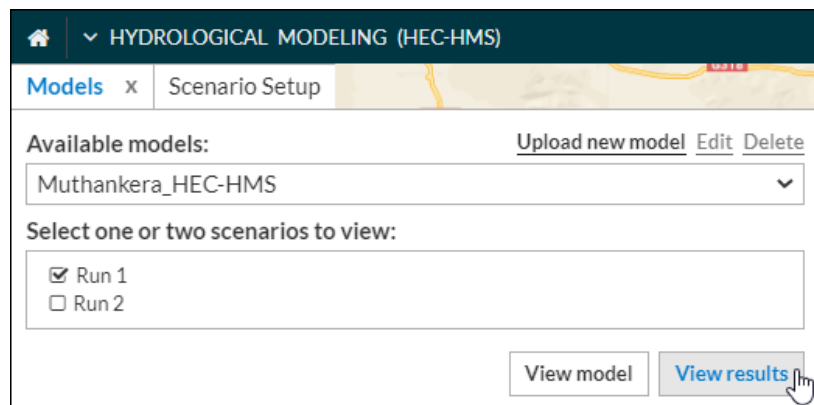 HYDROLOGICAL MODELING (HEC-HMS)
Models x Scenario Setup
G318
Available models: Upload new model Edit Delete
Muthankera_HEC-HMS
Select one or two scenarios to view:
Run 1
Run 2
View model View results